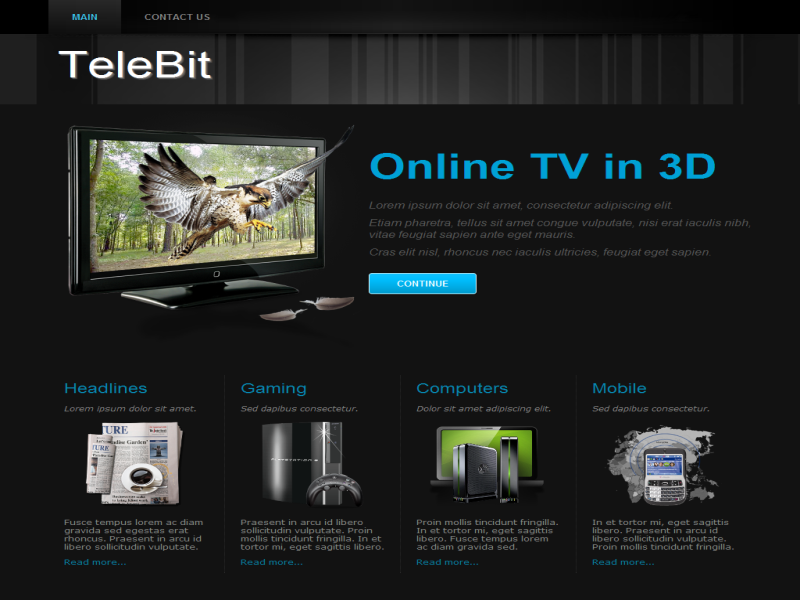 MAIN CONTACT US
TeleBit
Online TV in 3D
Lorem ipsum dolor sit amet, consectetur adipiscing elit.
Etiam pharetra, tellus sit amet congue vulputate, nisi erat iaculis nibh,
vitae feugiat sapien ante eget mauris.
Cras elit nisl, rhoncus nec iaculis ultricies, feugiat eget sapien.
CONTINUE
Headlines
Lorem ipsum dolor sit amet.
Fusce tempus lorem ac diam
gravida sed egestas erat
rhoncus. Praesent in arcu id
libero sollicitudin vulputate.
Read more...
Gaming
Sed dapibus consectetur.
PLAYSTATION 3
Praesent in arcu id libero
sollicitudin vulputate. Proin
mollis tincidunt fringilla. In et
tortor mi, eget sagittis libero.
Read more...
Computers
Dolor sit amet adipiscing elit.
Proin mollis tincidunt fringilla.
In et tortor mi, eget sagittis
libero. Fusce tempus lorem
ac diam gravida sed.
Read more...
Mobile
Sed dapibus consectetur.
In et tortor mi, eget sagittis
libero. Praesent in arcu id
libero sollicitudin vulputate.
Proin mollis tincidunt fringilla.
Read more...